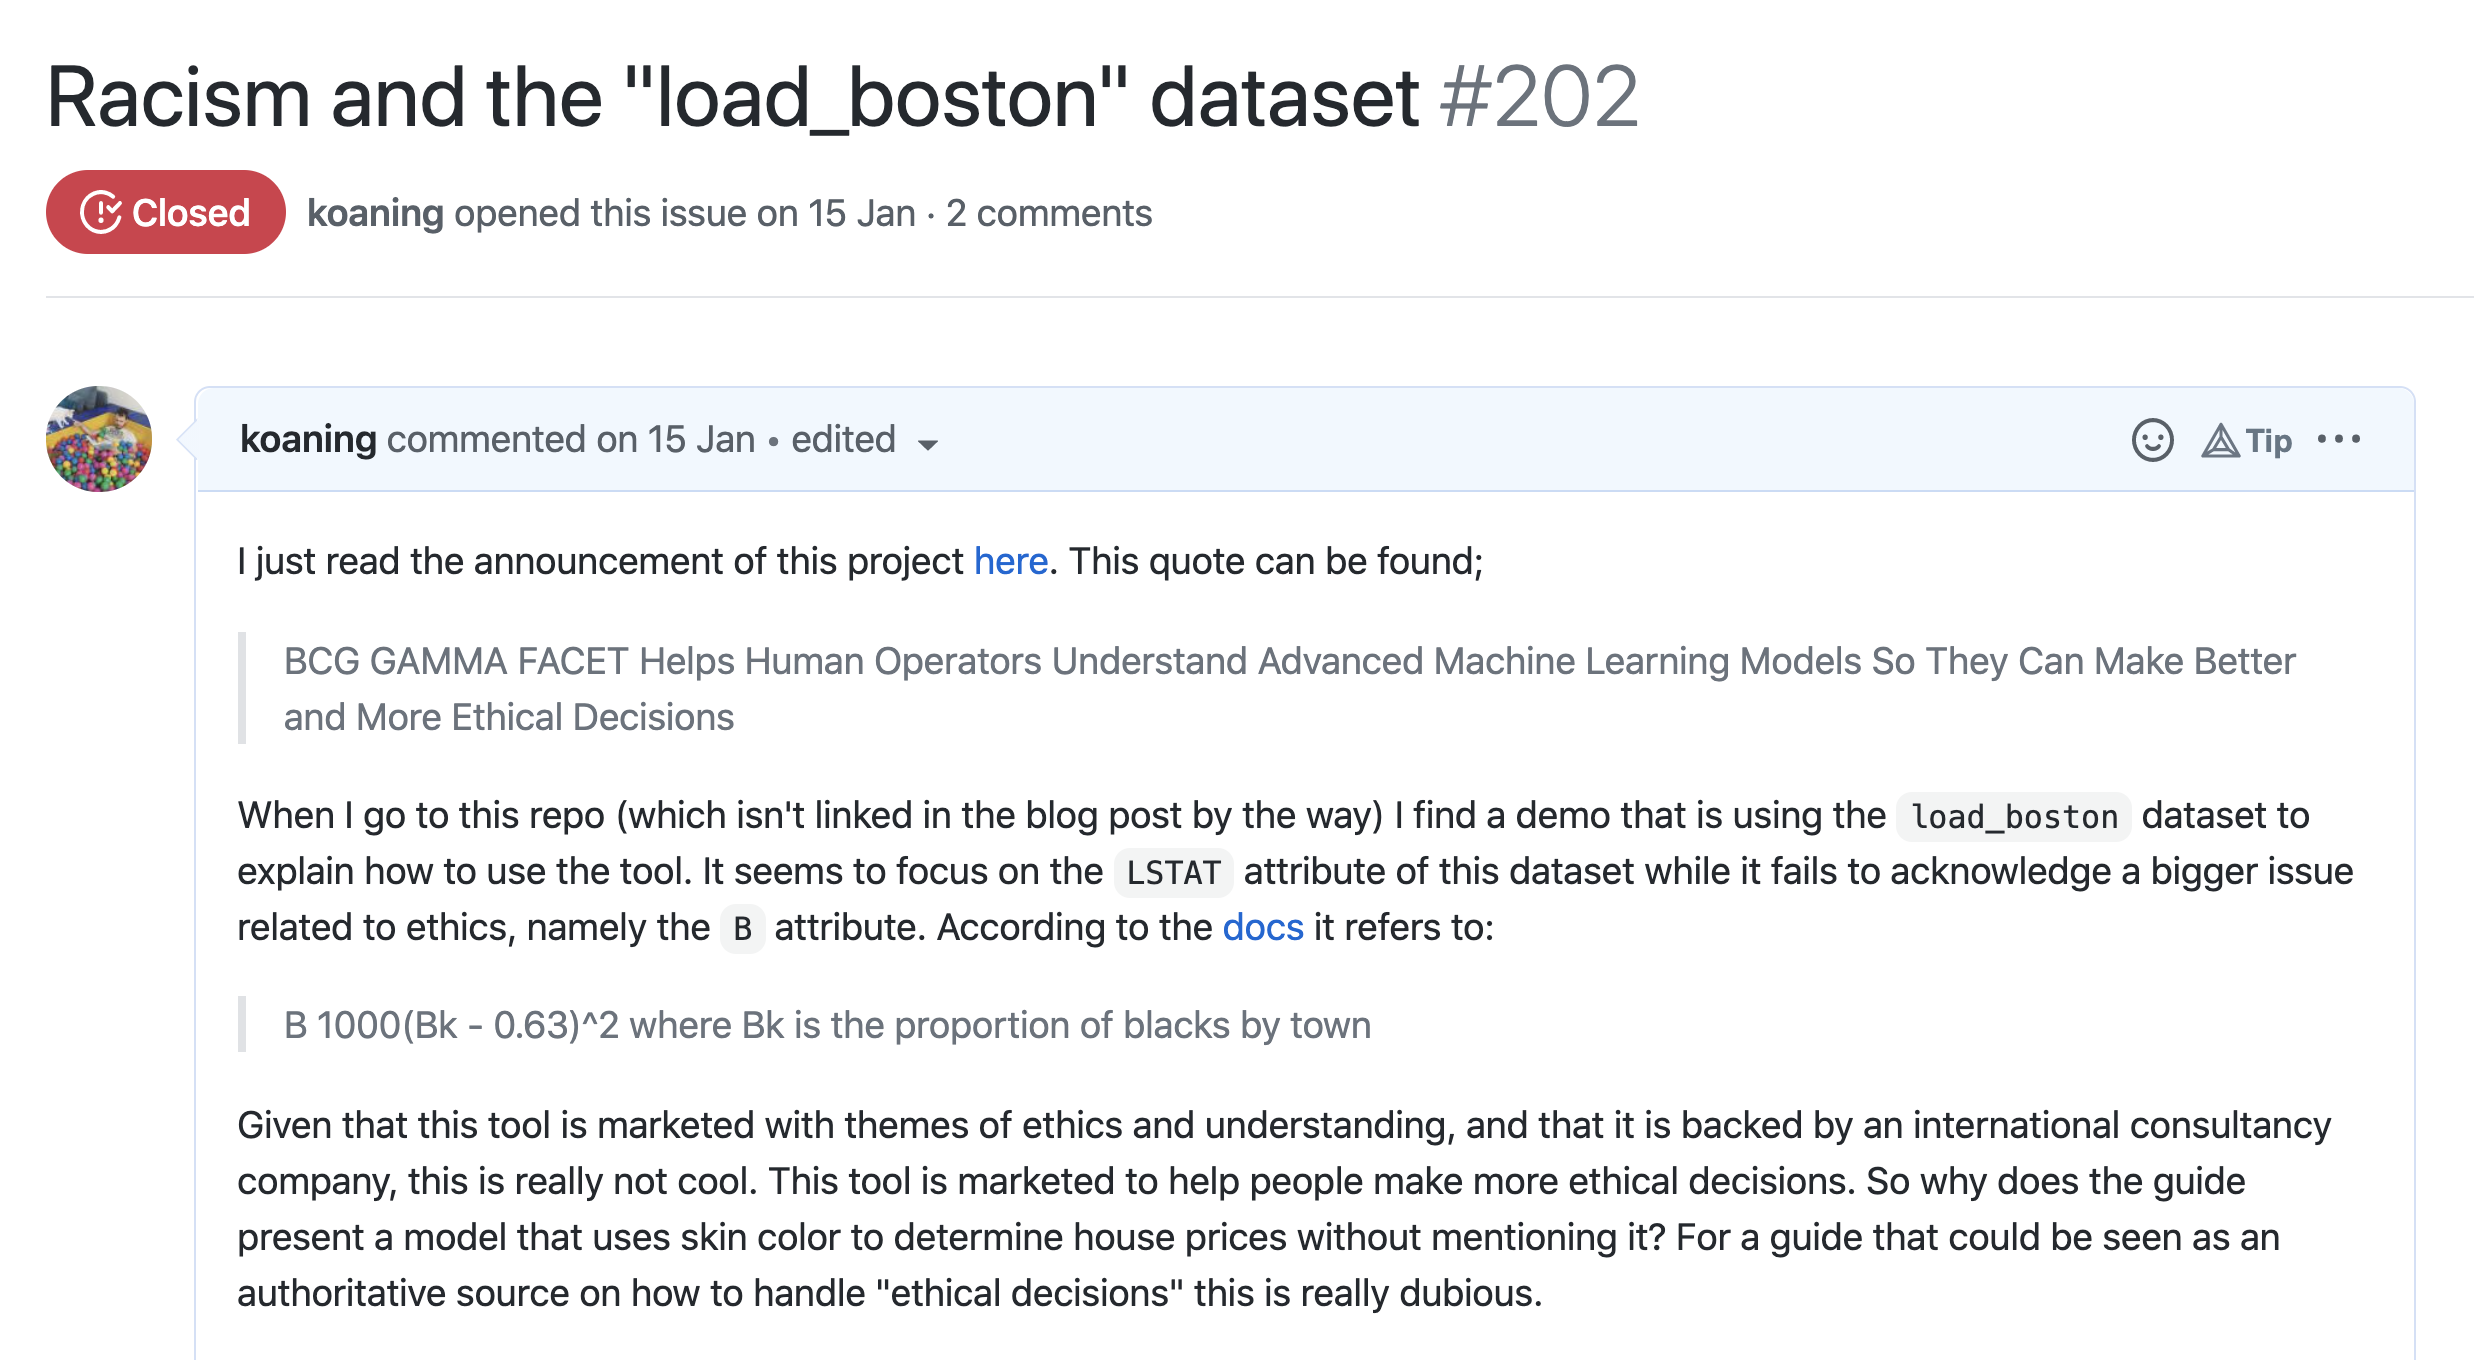 Racism and the "load_boston" dataset #202
Closed koaning opened this issue on 15 Jan · 2 comments
koaning commented on 15 Jan • edited Tip
I just read the announcement of this project here. This quote can be found;
BCG GAMMA FACET Helps Human Operators Understand Advanced Machine Learning Models So They Can Make Better
and More Ethical Decisions
When I go to this repo (which isn't linked in the blog post by the way) I find a demo that is using the load_boston dataset to
explain how to use the tool. It seems to focus on the LSTAT attribute of this dataset while it fails to acknowledge a bigger issue
related to ethics, namely the B attribute. According to the docs it refers to:
B 1000(Bk - 0.63)^2 where Bk is the proportion of blacks by town
Given that this tool is marketed with themes of ethics and understanding, and that it is backed by an international consultancy
company, this is really not cool. This tool is marketed to help people make more ethical decisions. So why does the guide
present a model that uses skin color to determine house prices without mentioning it? For a guide that could be seen as an
authoritative source on how to handle "ethical decisions" this is really dubious.